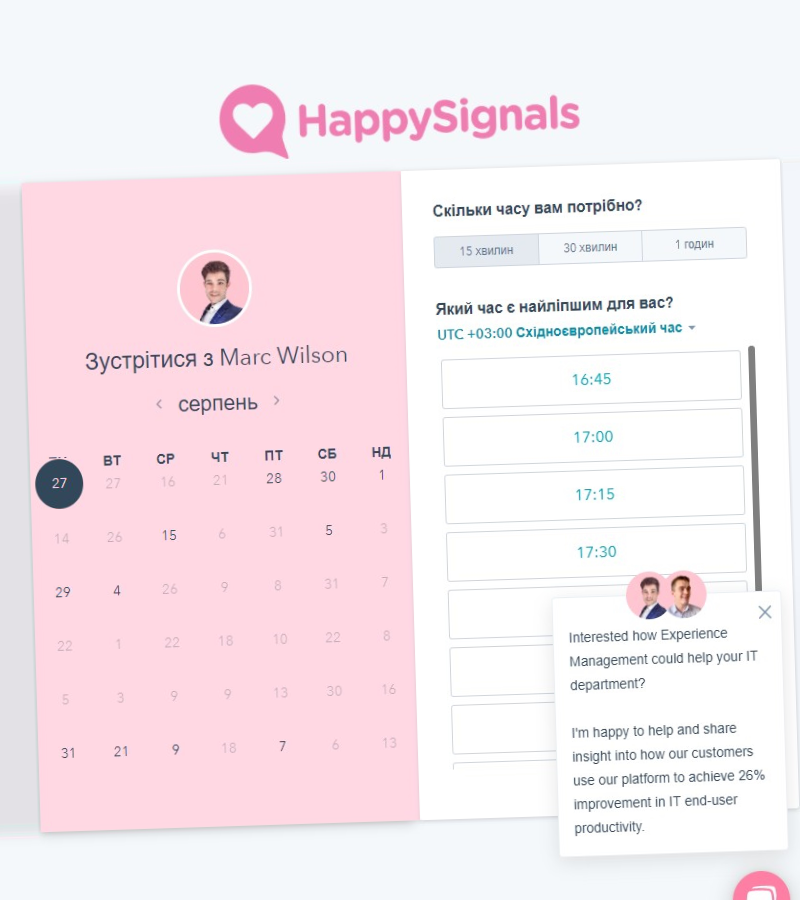 HappySignals
Зустрітися з Marc Wilson
серпень
ВТ СР ЧТ ПТ СБ НД
27 27 16 21 28 30 1
14 26 15 6 31 5 3
29 4 26 9 8 31 7
22 1 22 18 10 22 8
5 3 9 9 13 30 16
31 21 9 18 7 6 13
Скільки часу вам потрібно?
15 хвилин 30 хвилин 1 годин
Який час є найліпшим для вас?
UTC +03:00 Східноєвропейський час
16:45
17:00
17:15
17:30
Interested how Experience
Management could help your IT
department?
I'm happy to help and share
insight into how our customers
use our platform to achieve 26%
improvement in IT end-user
productivity.